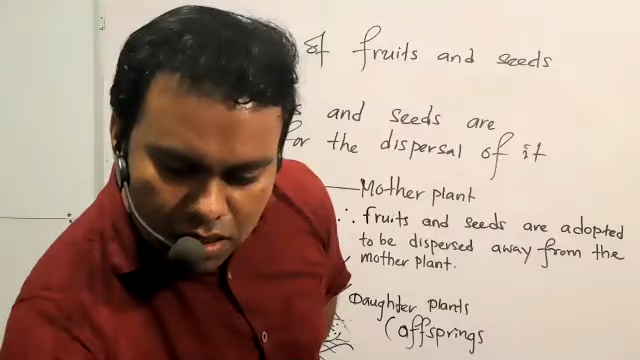 of fruits and seeds
and seeds are
for the dispersal of it
Mother plant
∴ fruits and seeds are adopted
to be dispersed away from the
mother plant.
Daughter plants
(offsprings